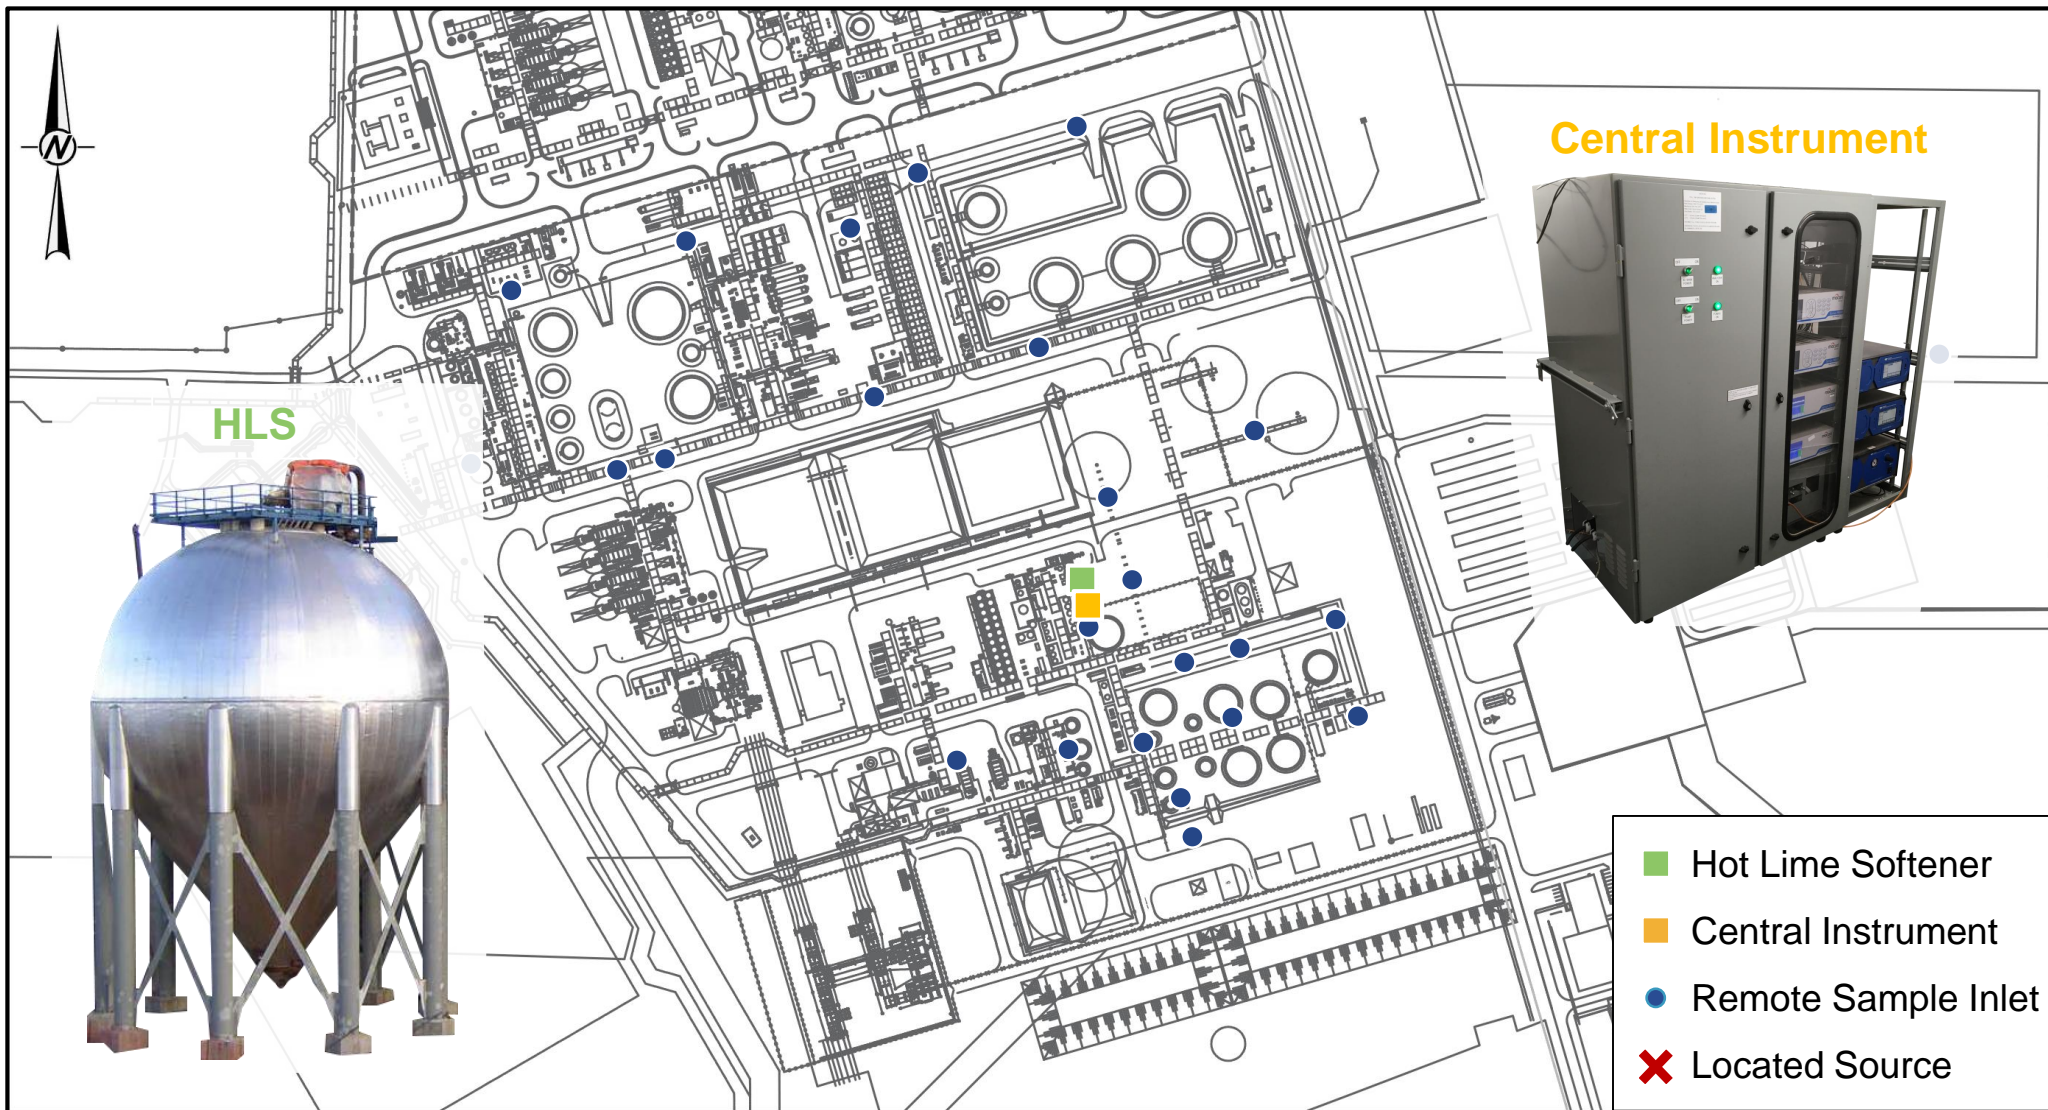 N
Central Instrument
HLS
Hot Lime Softener
Central Instrument
Remote Sample Inlet
Located Source